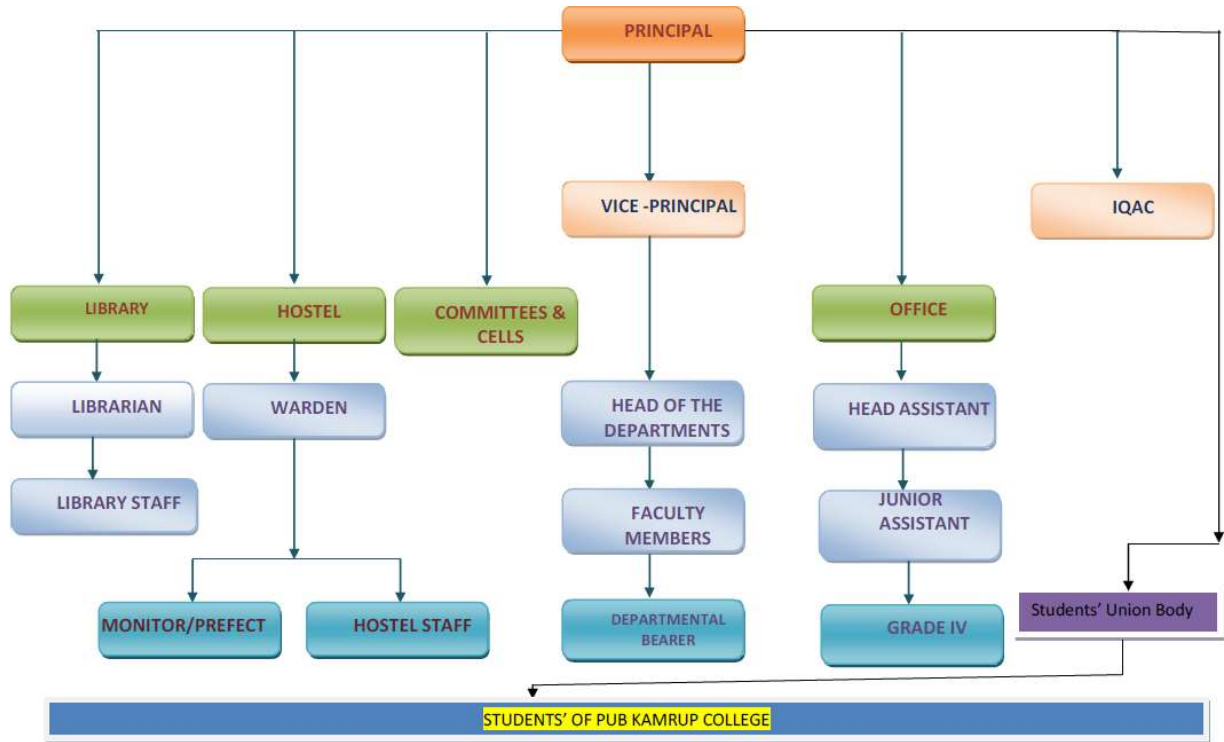 PRINCIPAL
VICE -PRINCIPAL
IQAC
LIBRARY
HOSTEL
COMMITTEES &
CELLS
OFFICE
LIBRARIAN
WARDEN
HEAD OF THE
DEPARTMENTS
HEAD ASSISTANT
LIBRARY STAFF
FACULTY
MEMBERS
JUNIOR
ASSISTANT
MONITOR/PREFECT
HOSTEL STAFF
DEPARTMENTAL
BEARER
GRADE IV
Students’ Union Body
STUDENTS’ OF PUB KAMRUP COLLEGE